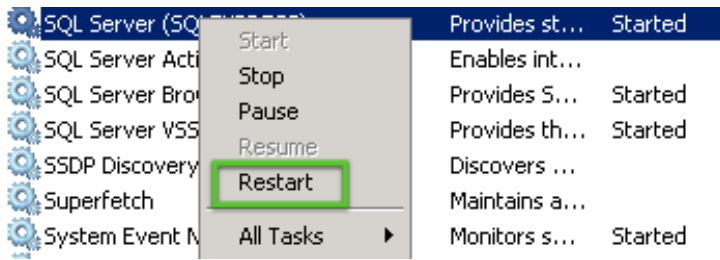 SQL Server (SQLEXPRESS) Provides st... Started
Start
SQL Server Acti Enables int...
Stop
SQL Server Bro Provides S... Started
Pause
SQL Server VSS Provides th... Started
Resume
SSDP Discovery Discovers ...
Restart
Superfetch Maintains a...
System Event N Monitors s... Started
All Tasks